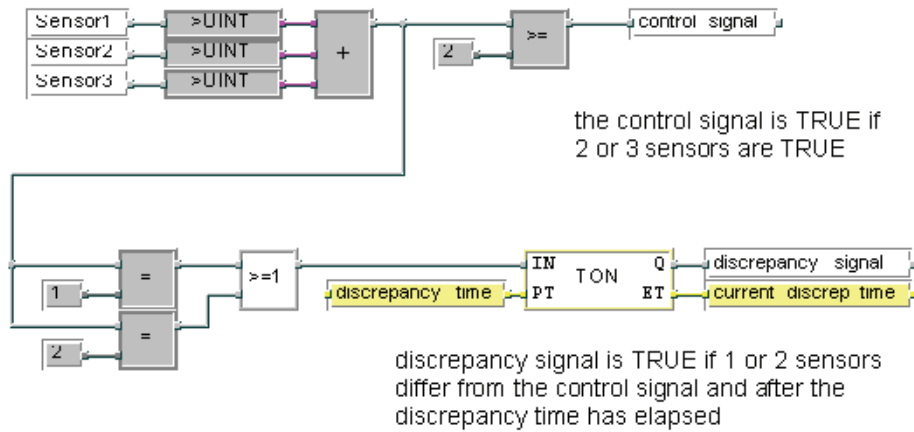 Sensor1 >UINT control signal
Sensor2 >UINT + 2 >=
Sensor3 >UINT
the control signal is TRUE if
2 or 3 sensors are TRUE
1 = >=1 IN TON Q discrepancy signal
discrepancy time PT ET current discrep time
2 =
discrepancy signal is TRUE if 1 or 2 sensors
differ from the control signal and after the
discrepancy time has elapsed